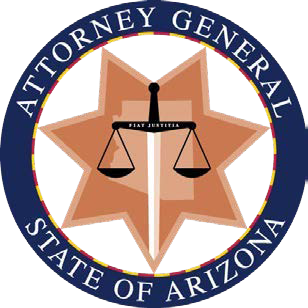 ATTORNEY GENERAL
FIAT JUSTITIA
STATE OF ARIZONA